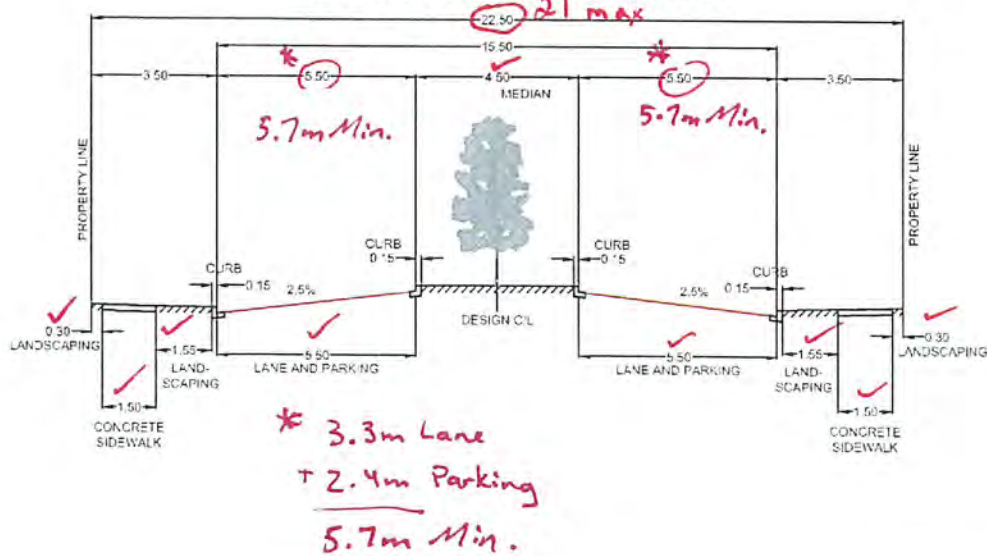 22.50 21 max
15.50
3.50 * 5.50 4.50 * 5.50 3.50
MEDIAN
5.7m Min. 5.7m Min.
PROPERTY LINE
PROPERTY LINE
CURB
0.15
CURB
0.15
CURB
0.15
CURB
0.15
2.5%
2.5%
DESIGN C/L
0.30
LANDSCAPING
1.55
LAND-
SCAPING
1.50
CONCRETE
SIDEWALK
5.50
LANE AND PARKING
5.50
LANE AND PARKING
1.55
LAND-
SCAPING
1.50
CONCRETE
SIDEWALK
0.30
LANDSCAPING
* 3.3m Lane
+ 2.4m Parking
5.7m Min.